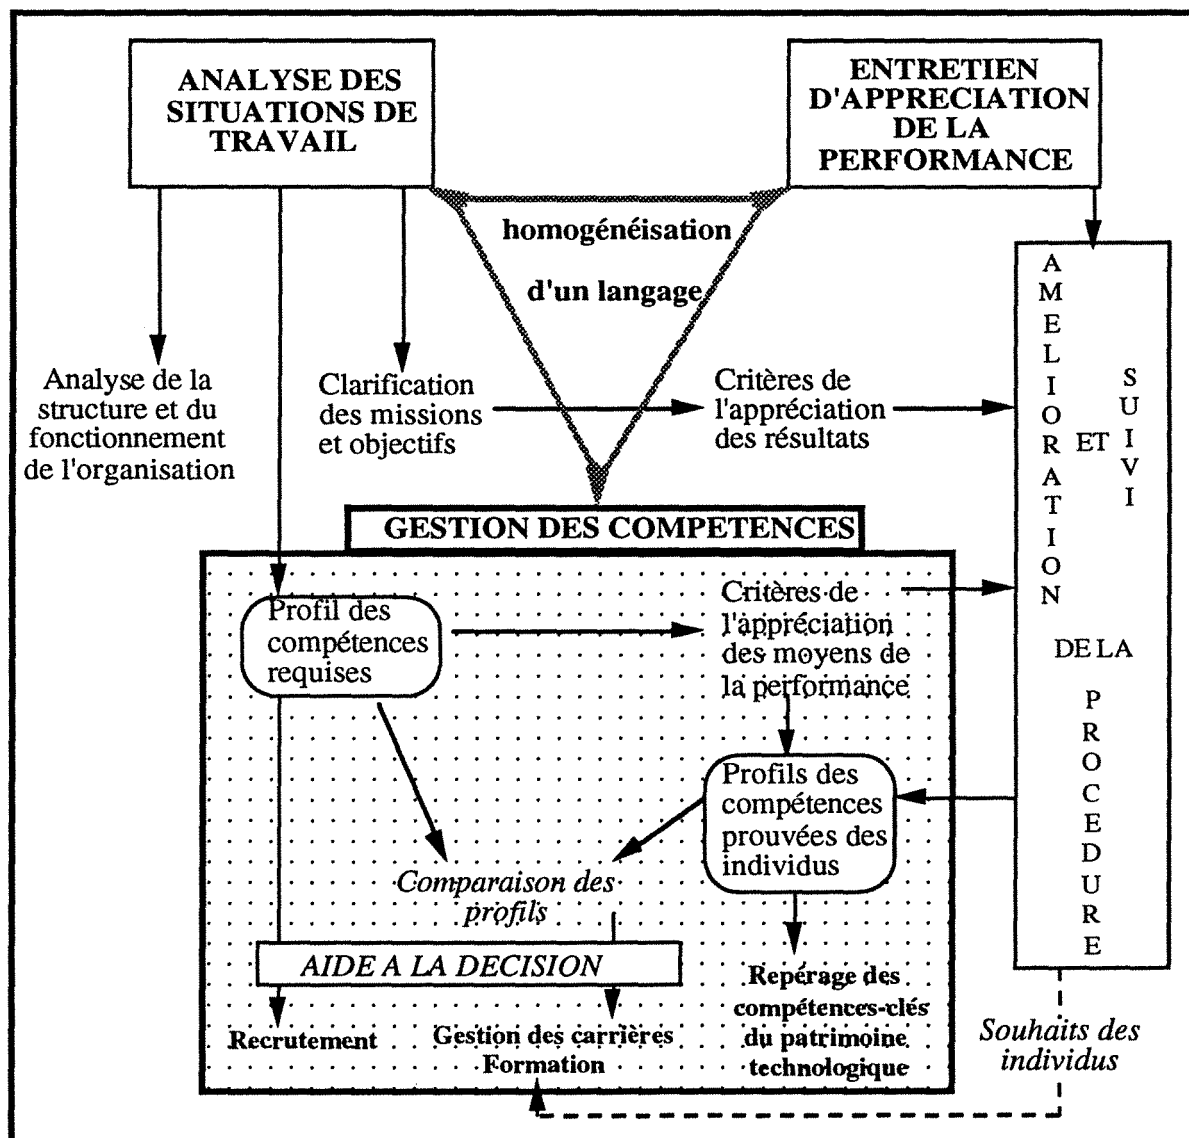 ANALYSE DES
SITUATIONS DE
TRAVAIL
ENTRETIEN
D'APPRECIATION
DE LA
PERFORMANCE
homogénéisation
d'un langage
Analyse de la
structure et du
fonctionnement
de l'organisation
Clarification
des missions
et objectifs
Critères de
l'appréciation
des résultats
AMELIORATION
ET
SUIVI
DE LA
PROCEDURE
GESTION DES COMPETENCES
Profil des
compétences
requises
Critères de
l'appréciation
des moyens de
la performance
Profils des
compétences
prouvées des
individus
Comparaison des
profils
AIDE A LA DECISION
Recrutement
Gestion des carrières
Formation
Repérage des
compétences-clés
du patrimoine
technologique
Souhaits des
individus